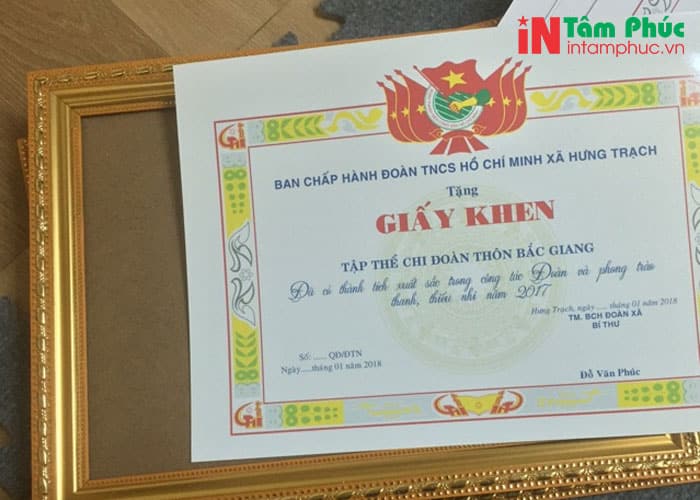 iN Tâm Phúc
intamphuc.vn
BAN CHẤP HÀNH ĐOÀN TNCS HỒ CHÍ MINH XÃ HƯNG TRẠCH
Tặng
GIẤY KHEN
TẬP THỂ CHI ĐOÀN THÔN BẮC GIANG
Đã có thành tích xuất sắc trong công tác Đoàn và phong trào
thanh, thiếu nhi năm 2017
Hưng Trạch, ngày ..... tháng 01 năm 2018
TM. BCH ĐOÀN XÃ
BÍ THƯ
Số: ...... QĐ/ĐTN
Ngày.....tháng 01 năm 2018
Đỗ Văn Phúc